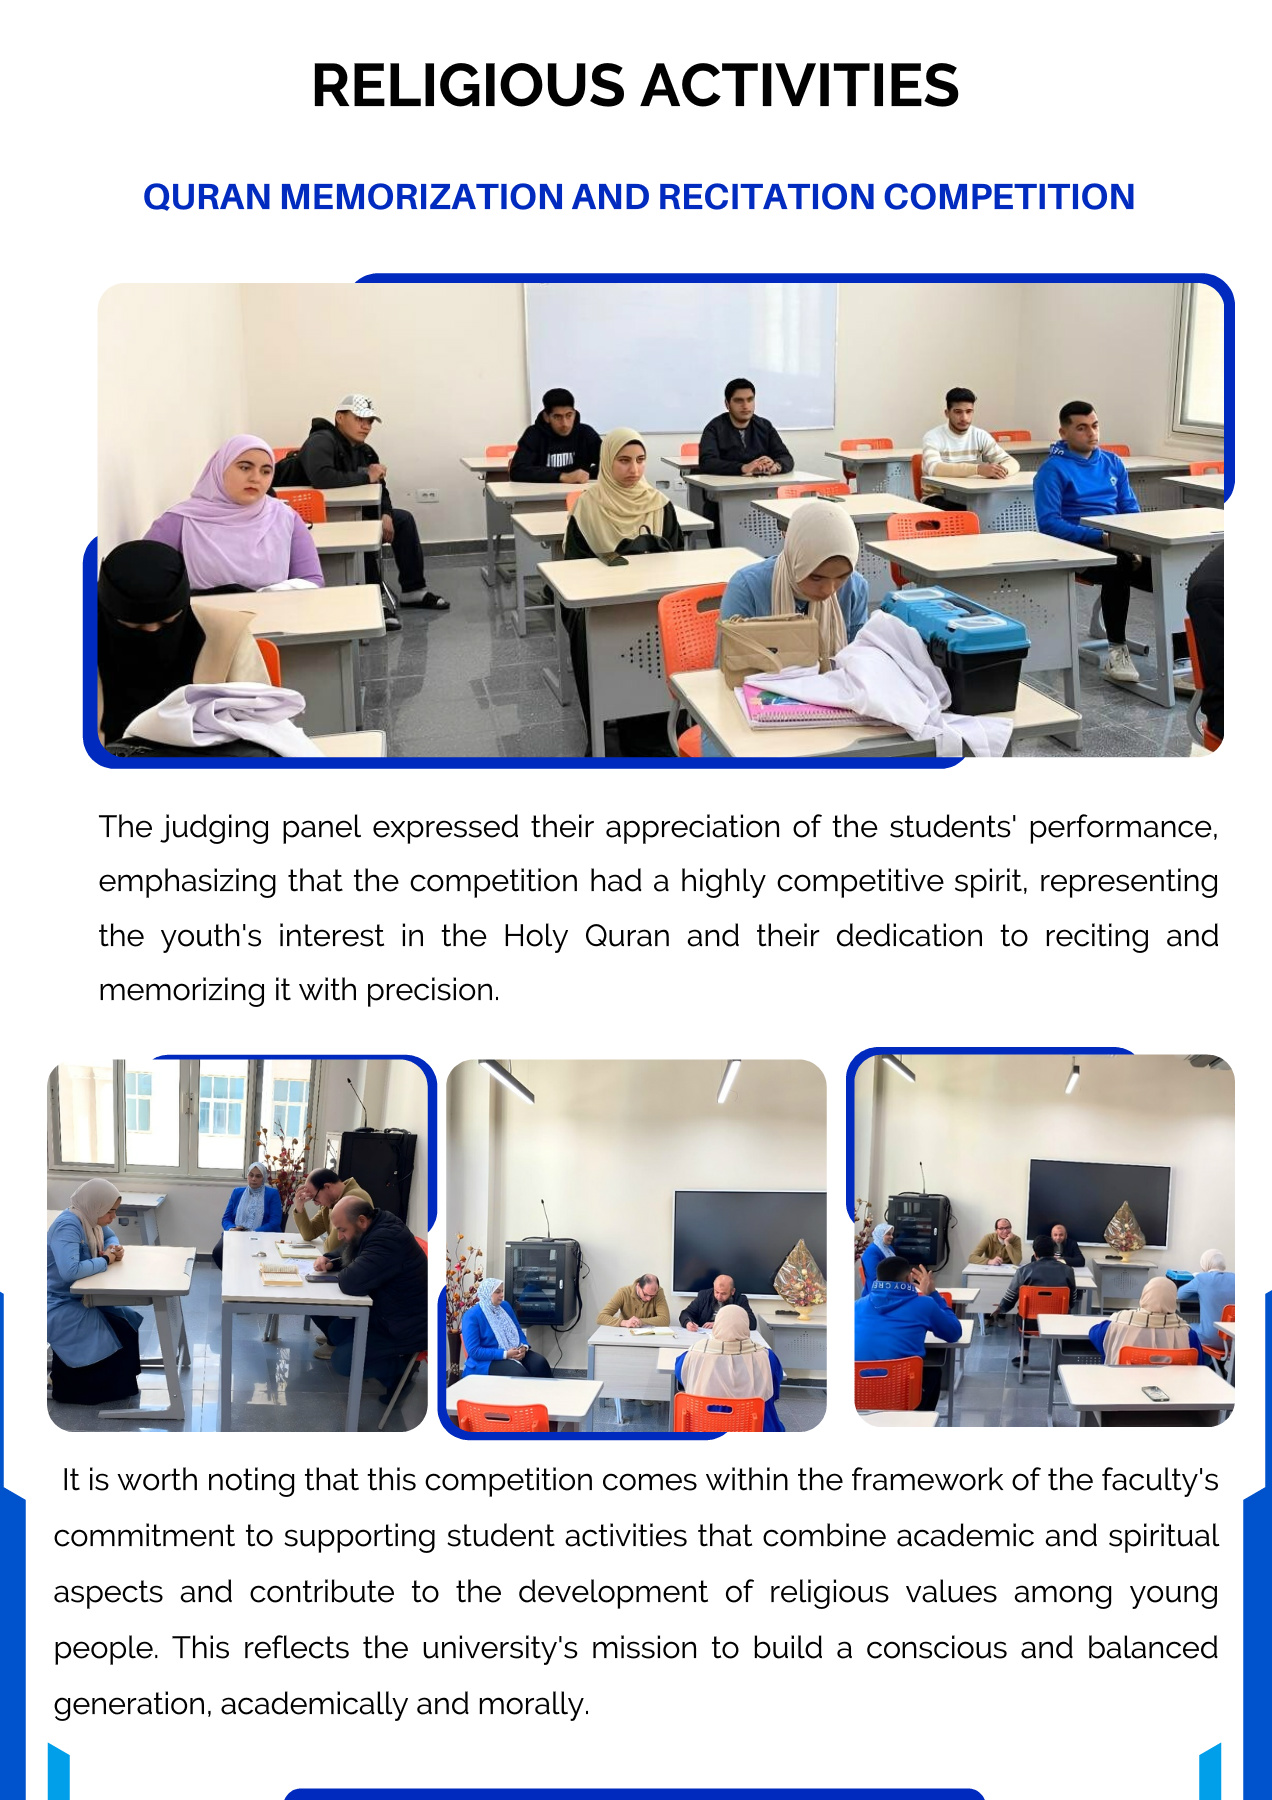 RELIGIOUS ACTIVITIES
QURAN MEMORIZATION AND RECITATION COMPETITION
The judging panel expressed their appreciation of the students' performance,
emphasizing that the competition had a highly competitive spirit, representing
the youth's interest in the Holy Quran and their dedication to reciting and
memorizing it with precision.
It is worth noting that this competition comes within the framework of the faculty's
commitment to supporting student activities that combine academic and spiritual
aspects and contribute to the development of religious values among young
people. This reflects the university's mission to build a conscious and balanced
generation, academically and morally.